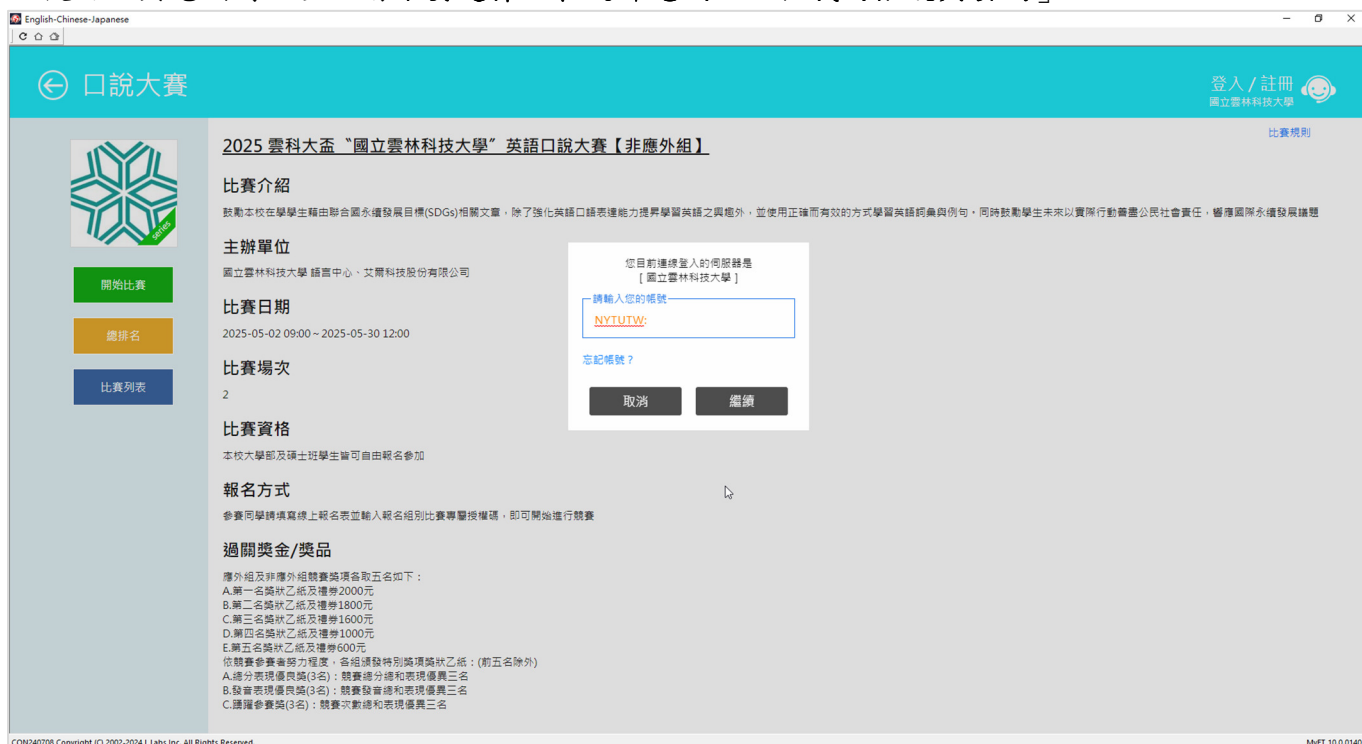 English-Chinese-Japanese
口說大賽
登入 / 註冊
國立雲林科技大學
series
開始比賽
總排名
比賽列表
比賽規則
2025 雲科大盃〝國立雲林科技大學〞英語口說大賽【非應外組】
比賽介紹
鼓勵本校在學學生藉由聯合國永續發展目標(SDGs)相關文章，除了強化英語口語表達能力提昇學習英語之興趣外，並使用正確而有效的方式學習英語詞彙與例句。同時鼓勵學生未來以實際行動善盡公民社會責任，響應國際永續發展議題
主辦單位
國立雲林科技大學 語言中心、艾爾科技股份有限公司
比賽日期
2025-05-02 09:00 ~ 2025-05-30 12:00
比賽場次
2
比賽資格
本校大學部及碩士班學生皆可自由報名參加
報名方式
參賽同學請填寫線上報名表並輸入報名組別比賽專屬授權碼，即可開始進行競賽
過關獎金/獎品
應外組及非應外組競賽獎項各取五名如下：
A.第一名獎狀乙紙及禮券2000元
B.第二名獎狀乙紙及禮券1800元
C.第三名獎狀乙紙及禮券1600元
D.第四名獎狀乙紙及禮券1000元
E.第五名獎狀乙紙及禮券600元
依競賽參賽者努力程度，各組頒發特別獎項獎狀乙紙：(前五名除外)
A.總分表現優良獎(3名)：競賽總分總和表現優異三名
B.發音表現優良獎(3名)：競賽發音總和表現優異三名
C.踴躍參賽獎(3名)：競賽次數總和表現優異三名
您目前連線登入的伺服器是
[ 國立雲林科技大學 ]
請輸入您的帳號
NYTUTW:
忘記帳號？
取消
繼續
CON240708 Copyright (C) 2002-2024 L Labs Inc. All Rights Reserved
MyET 10.0.0140